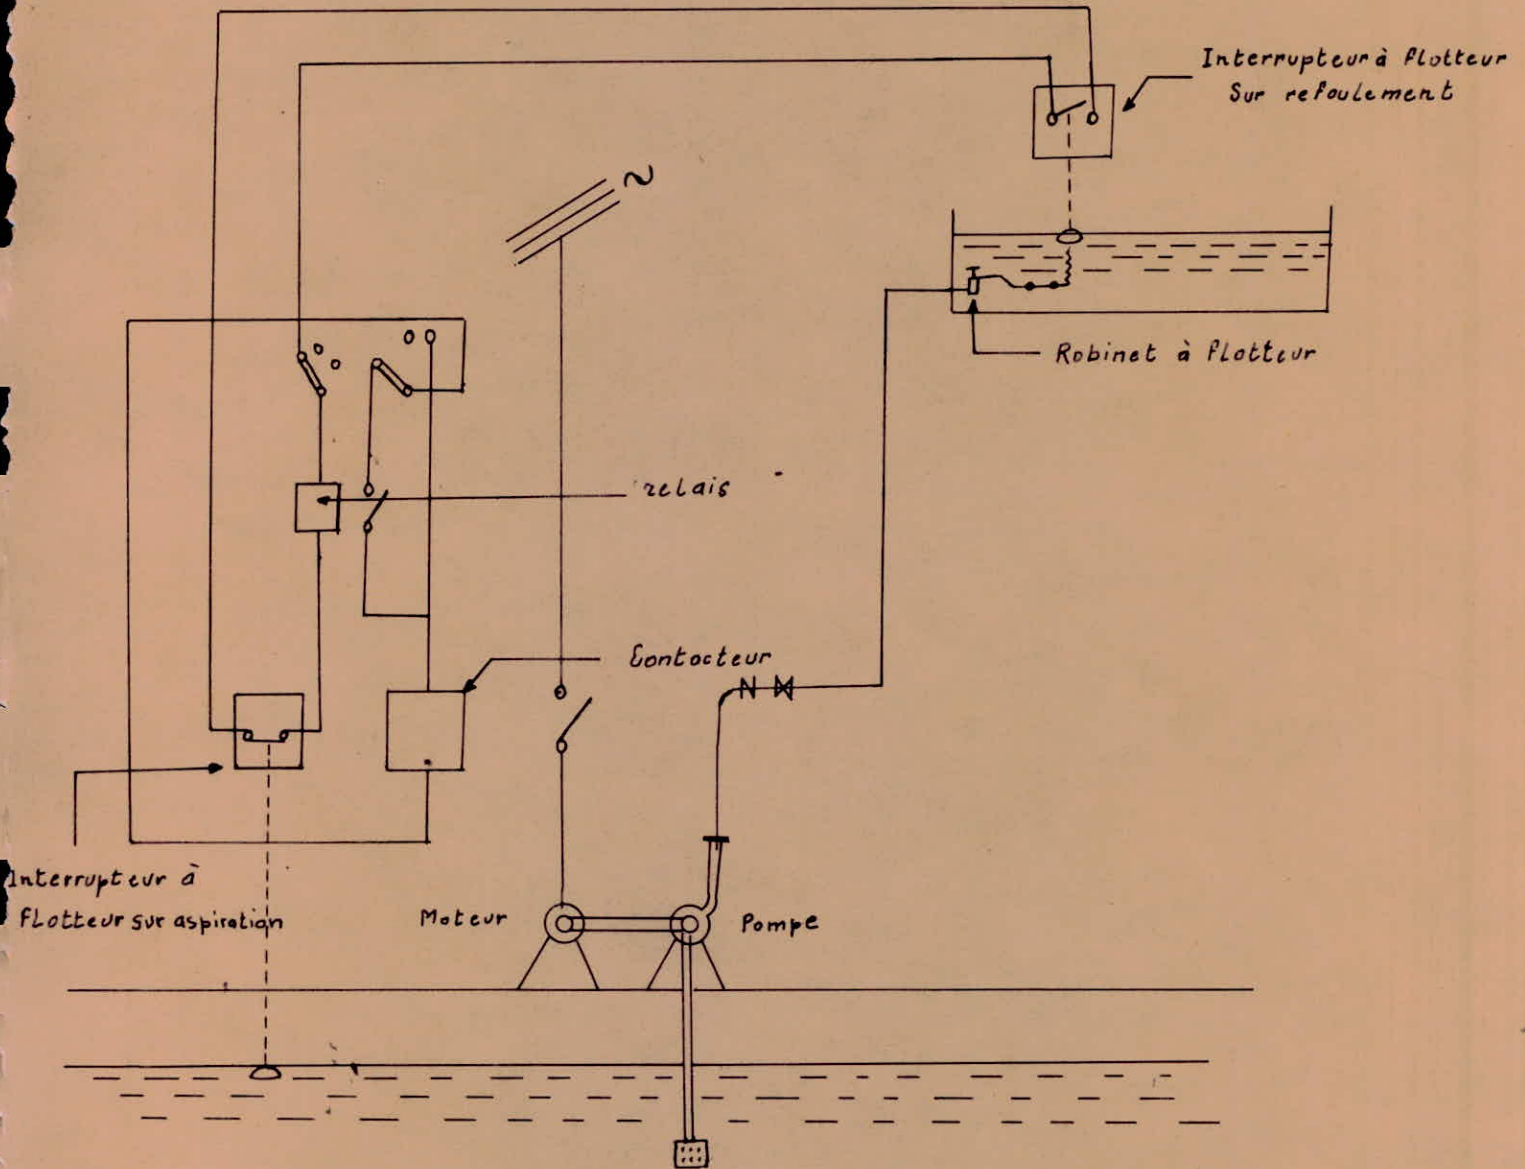 Interrupteur à flotteur
Sur refoulement
~
Robinet à flotteur
relais
Contacteur
Interrupteur à
flotteur sur aspiration
Moteur
Pompe